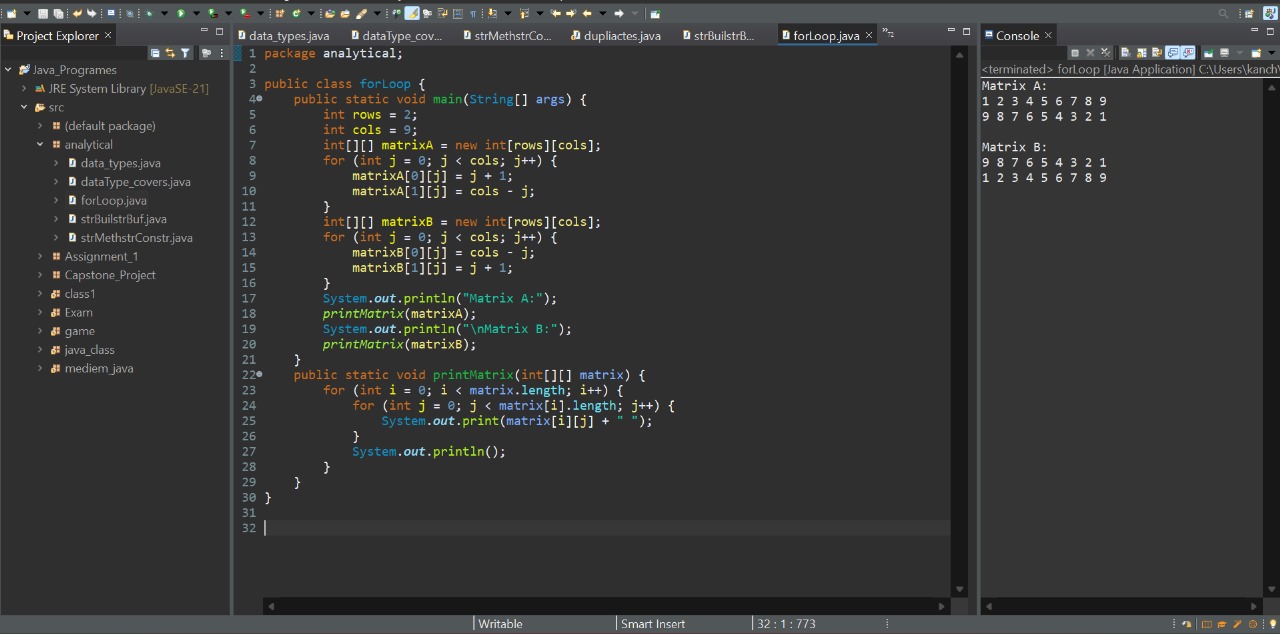 Project Explorer
Java_Programes
JRE System Library [JavaSE-21]
src
(default package)
analytical
data_types.java
dataType_covers.java
forLoop.java
strBuilstrBuf.java
strMethstrConstr.java
Assignment_1
Capstone_Project
class1
Exam
game
java_class
mediem_java
data_types.java dataType_cov... strMethstrCo... dupliactes.java strBuilstrB... forLoop.java
1 package analytical;
2
3 public class forLoop {
4 public static void main(String[] args) {
5 int rows = 2;
6 int cols = 9;
7 int[][] matrixA = new int[rows][cols];
8 for (int j = 0; j < cols; j++) {
9 matrixA[0][j] = j + 1;
10 matrixA[1][j] = cols - j;
11 }
12 int[][] matrixB = new int[rows][cols];
13 for (int j = 0; j < cols; j++) {
14 matrixB[0][j] = cols - j;
15 matrixB[1][j] = j + 1;
16 }
17 System.out.println("Matrix A:");
18 printMatrix(matrixA);
19 System.out.println("\nMatrix B:");
20 printMatrix(matrixB);
21 }
22 public static void printMatrix(int[][] matrix) {
23 for (int i = 0; i < matrix.length; i++) {
24 for (int j = 0; j < matrix[i].length; j++) {
25 System.out.print(matrix[i][j] + " ");
26 }
27 System.out.println();
28 }
29 }
30 }
31
32
Console
<terminated> forLoop [Java Application] C:\Users\kanch\
Matrix A:
1 2 3 4 5 6 7 8 9
9 8 7 6 5 4 3 2 1
Matrix B:
9 8 7 6 5 4 3 2 1
1 2 3 4 5 6 7 8 9
Writable Smart Insert 32 : 1 : 773